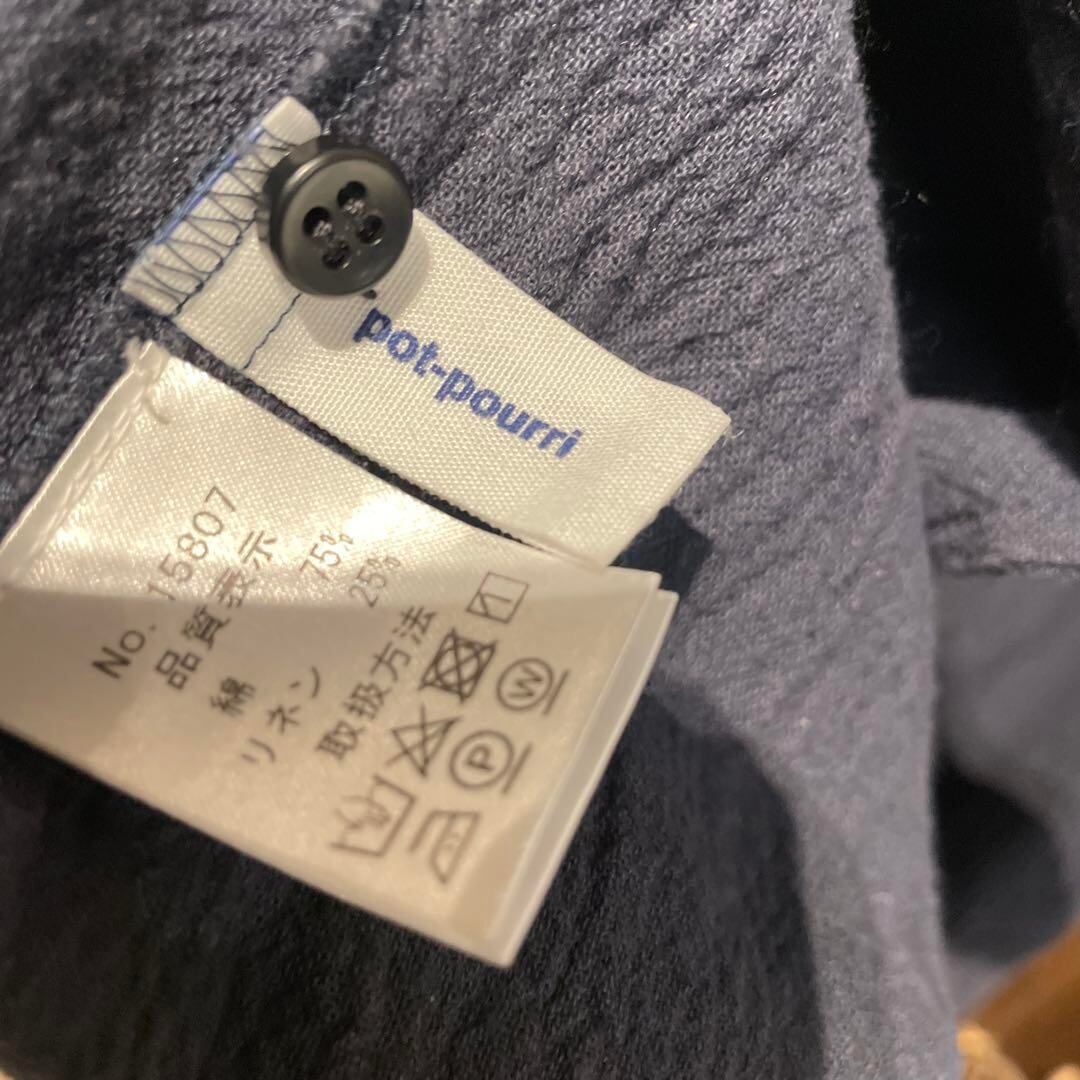 pot-pourri
No. 15807
品質表示
綿 75%
リネン 25%
取扱方法
W
P